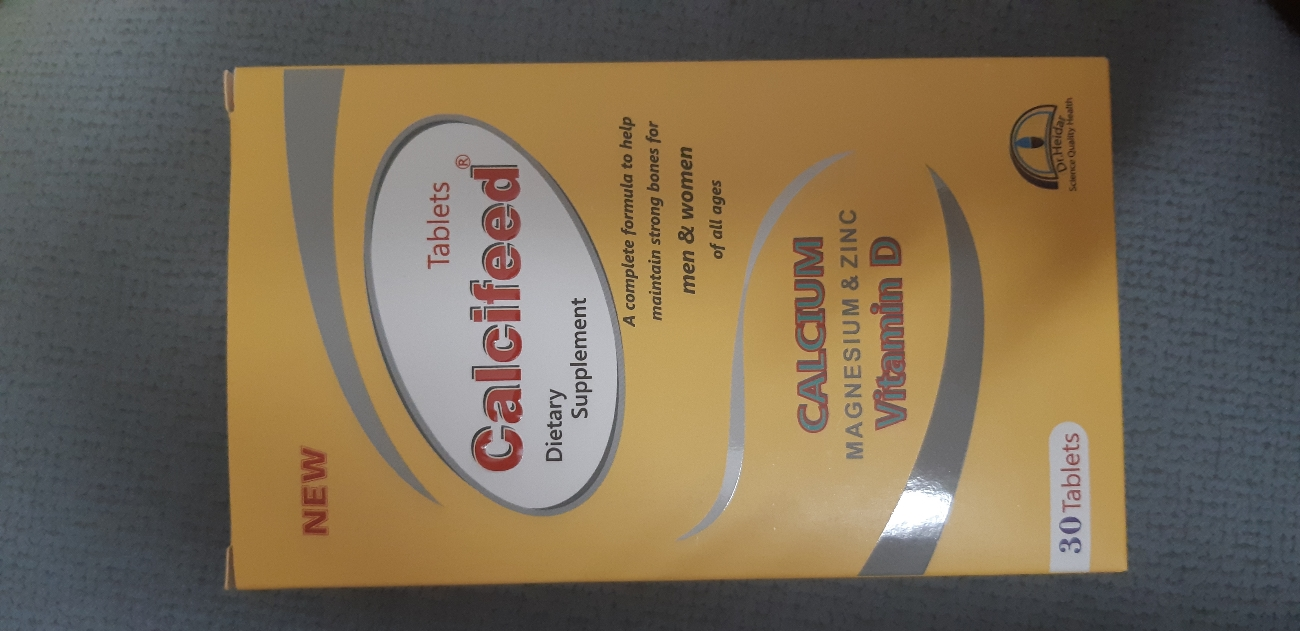 NEW
Tablets
Calcifeed®
Dietary
Supplement
A complete formula to help
maintain strong bones for
men & women
of all ages
CALCIUM
MAGNESIUM & ZINC
Vitamin D
30 Tablets
Dr. Heidar
Science Quality Health